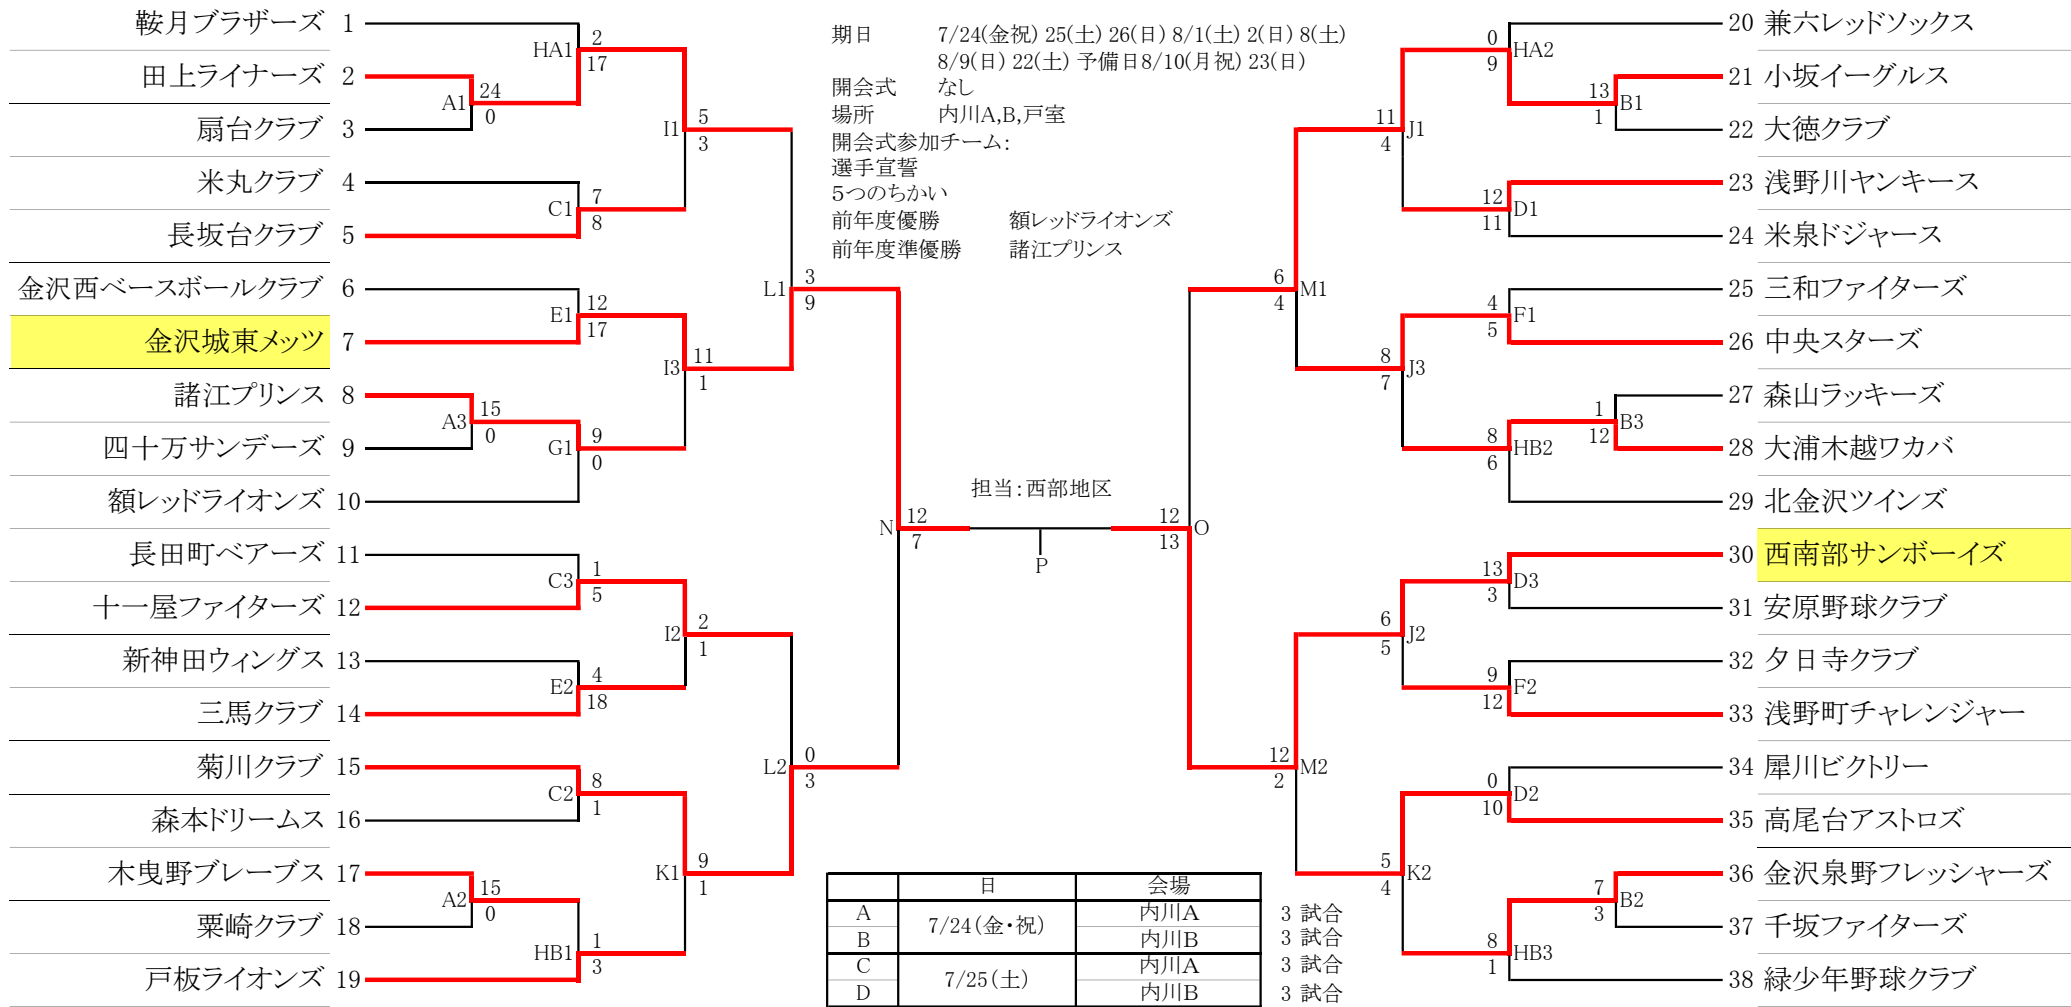 鞍月ブラザーズ 1
田上ライナーズ 2
扇台クラブ 3
米丸クラブ 4
長坂台クラブ 5
金沢西ベースボールクラブ 6
金沢城東メッツ 7
諸江プリンス 8
四十万サンデーズ 9
額レッドライオンズ 10
長田町ベアーズ 11
十一屋ファイターズ 12
新神田ウィングス 13
三馬クラブ 14
菊川クラブ 15
森本ドリームス 16
木曳野ブレーブス 17
粟崎クラブ 18
戸板ライオンズ 19
A1 24 0
A3 15 0
A2 15 0
HA1 2 17
C1 7 8
E1 12 17
G1 9 0
C3 1 5
E2 4 18
C2 8 1
HB1 1 3
I1 5 3
I3 11 1
I2 2 1
K1 9 1
L1 3 9
L2 0 3
N 12 7
期日 7/24(金祝) 25(土) 26(日) 8/1(土) 2(日) 8(土)
8/9(日) 22(土) 予備日8/10(月祝) 23(日)
開会式 なし
場所 内川A,B,戸室
開会式参加チーム:
選手宣誓
5つのちかい
前年度優勝 額レッドライオンズ
前年度準優勝 諸江プリンス
担当:西部地区
P
日 会場
A 7/24(金・祝) 内川A 3 試合
B 内川B 3 試合
C 7/25(土) 内川A 3 試合
D 内川B 3 試合
12 13 O
6 4 M1
12 2 M2
11 4 J1
8 7 J3
6 5 J2
5 4 K2
0 9 HA2
12 11 D1
4 5 F1
8 6 HB2
13 3 D3
9 12 F2
0 10 D2
8 1 HB3
13 1 B1
1 12 B3
7 3 B2
20 兼六レッドソックス
21 小坂イーグルス
22 大徳クラブ
23 浅野川ヤンキース
24 米泉ドジャース
25 三和ファイターズ
26 中央スターズ
27 森山ラッキーズ
28 大浦木越ワカバ
29 北金沢ツインズ
30 西南部サンボーイズ
31 安原野球クラブ
32 夕日寺クラブ
33 浅野町チャレンジャー
34 犀川ビクトリー
35 高尾台アストロズ
36 金沢泉野フレッシャーズ
37 千坂ファイターズ
38 緑少年野球クラブ